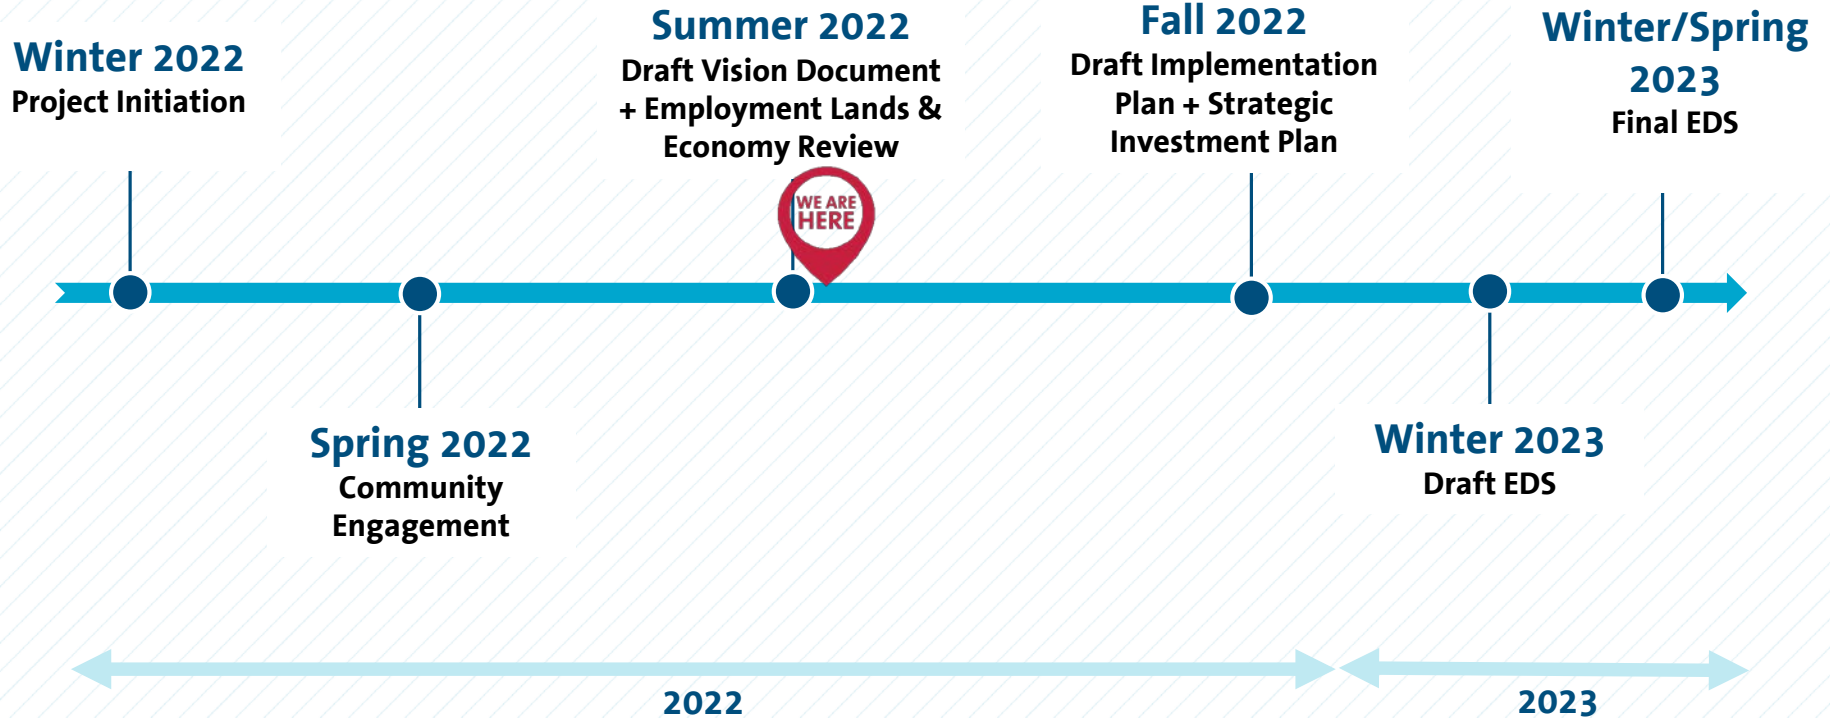 Winter 2022
Project Initiation
Spring 2022
Community
Engagement
Summer 2022
Draft Vision Document
+ Employment Lands &
Economy Review
WE ARE
HERE
Fall 2022
Draft Implementation
Plan + Strategic
Investment Plan
Winter 2023
Draft EDS
Winter/Spring
2023
Final EDS
2022
2023